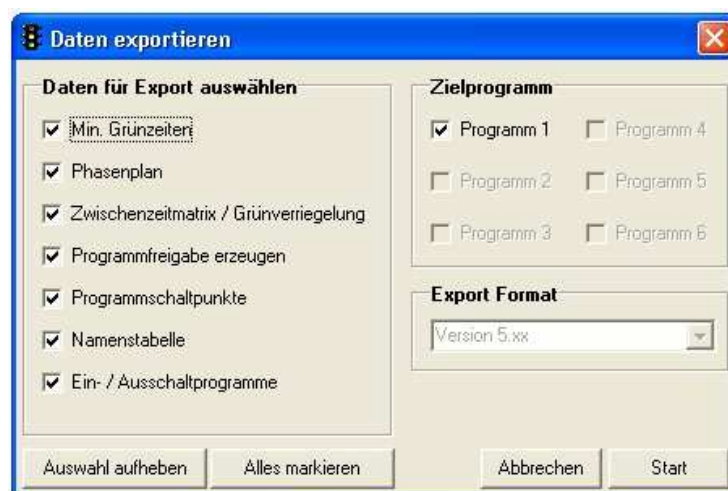 Daten exportieren
Daten für Export auswählen
Min. Grünzeiten
Phasenplan
Zwischenzeitmatrix / Grünverriegelung
Programmfreigabe erzeugen
Programmschaltpunkte
Namenstabelle
Ein- / Ausschaltprogramme
Zielprogramm
Programm 1
Programm 4
Programm 2
Programm 5
Programm 3
Programm 6
Export Format
Version 5.xx
Auswahl aufheben
Alles markieren
Abbrechen
Start